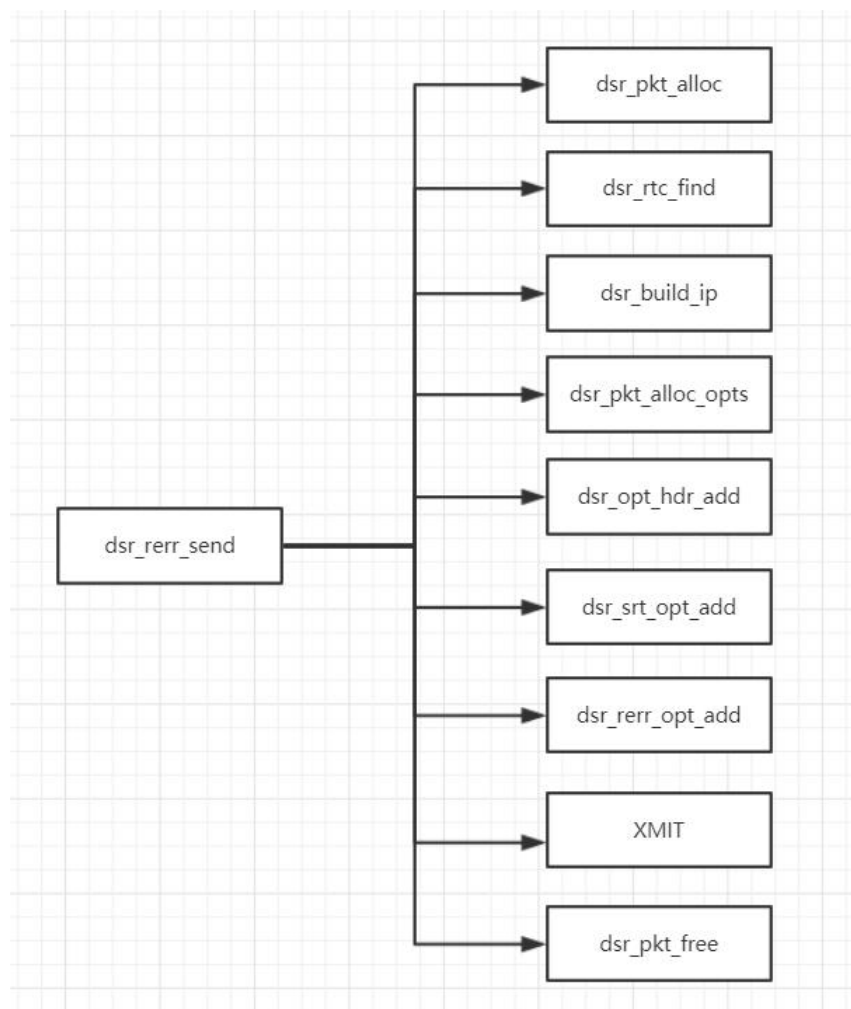 dsr_pkt_alloc
dsr_rtc_find
dsr_build_ip
dsr_pkt_alloc_opts
dsr_opt_hdr_add
dsr_rerr_send
dsr_srt_opt_add
dsr_rerr_opt_add
XMIT
dsr_pkt_free